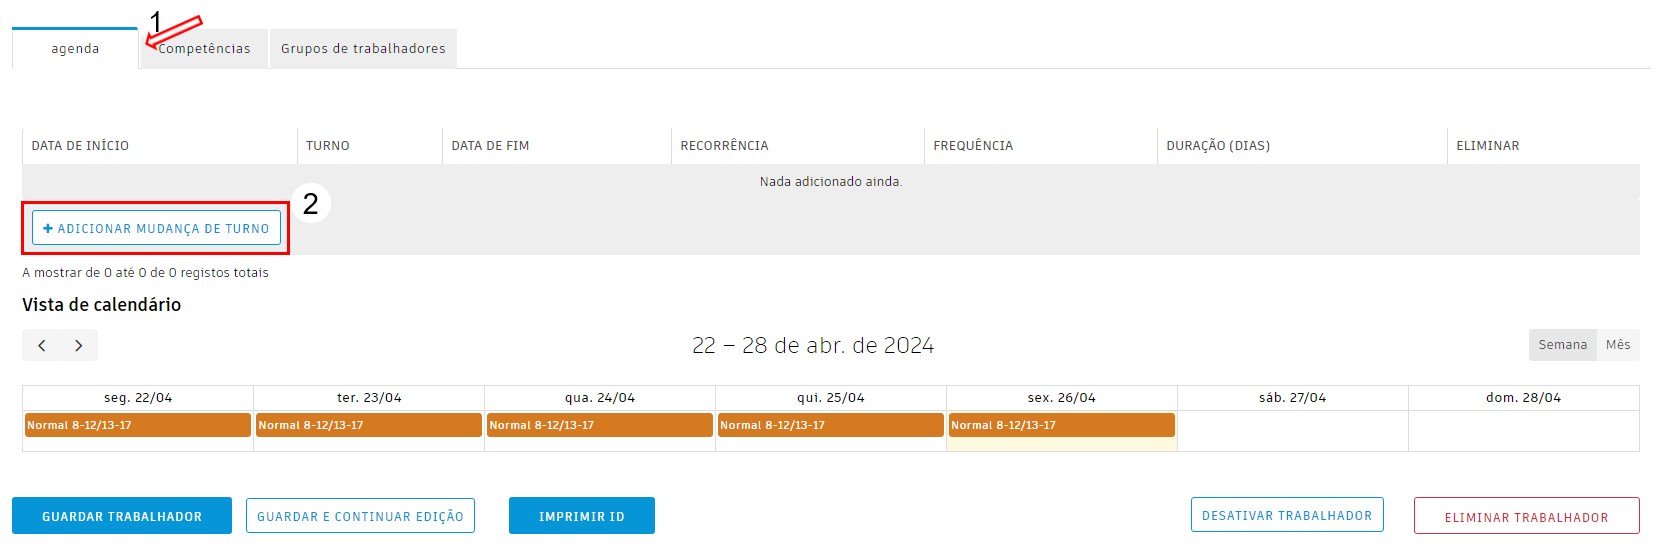 1
agenda Competências Grupos de trabalhadores
DATA DE INÍCIO TURNO DATA DE FIM RECORRÊNCIA FREQUÊNCIA DURAÇÃO (DIAS) ELIMINAR
Nada adicionado ainda.
2
+ ADICIONAR MUDANÇA DE TURNO
A mostrar de 0 até 0 de 0 registos totais
Vista de calendário
< > 22 – 28 de abr. de 2024 Semana Mês
seg. 22/04 ter. 23/04 qua. 24/04 qui. 25/04 sex. 26/04 sáb. 27/04 dom. 28/04
Normal 8-12/13-17 Normal 8-12/13-17 Normal 8-12/13-17 Normal 8-12/13-17 Normal 8-12/13-17
GUARDAR TRABALHADOR GUARDAR E CONTINUAR EDIÇÃO IMPRIMIR ID DESATIVAR TRABALHADOR ELIMINAR TRABALHADOR